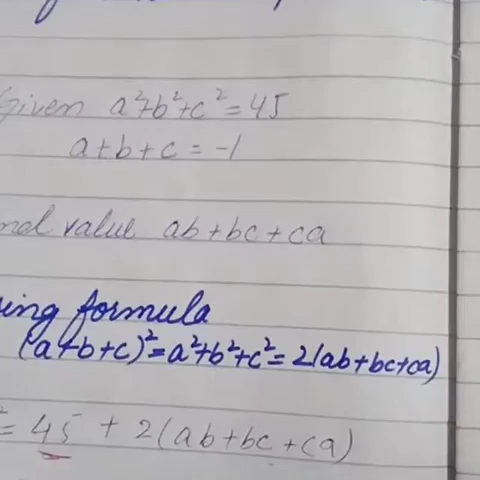 Given a²+b²+c² = 45
a+b+c = -1
value ab+bc+ca
formula
(a+b+c)² = a²+b²+c² = 2(ab+bc+ca)
² = 45 + 2(ab+bc+ca)